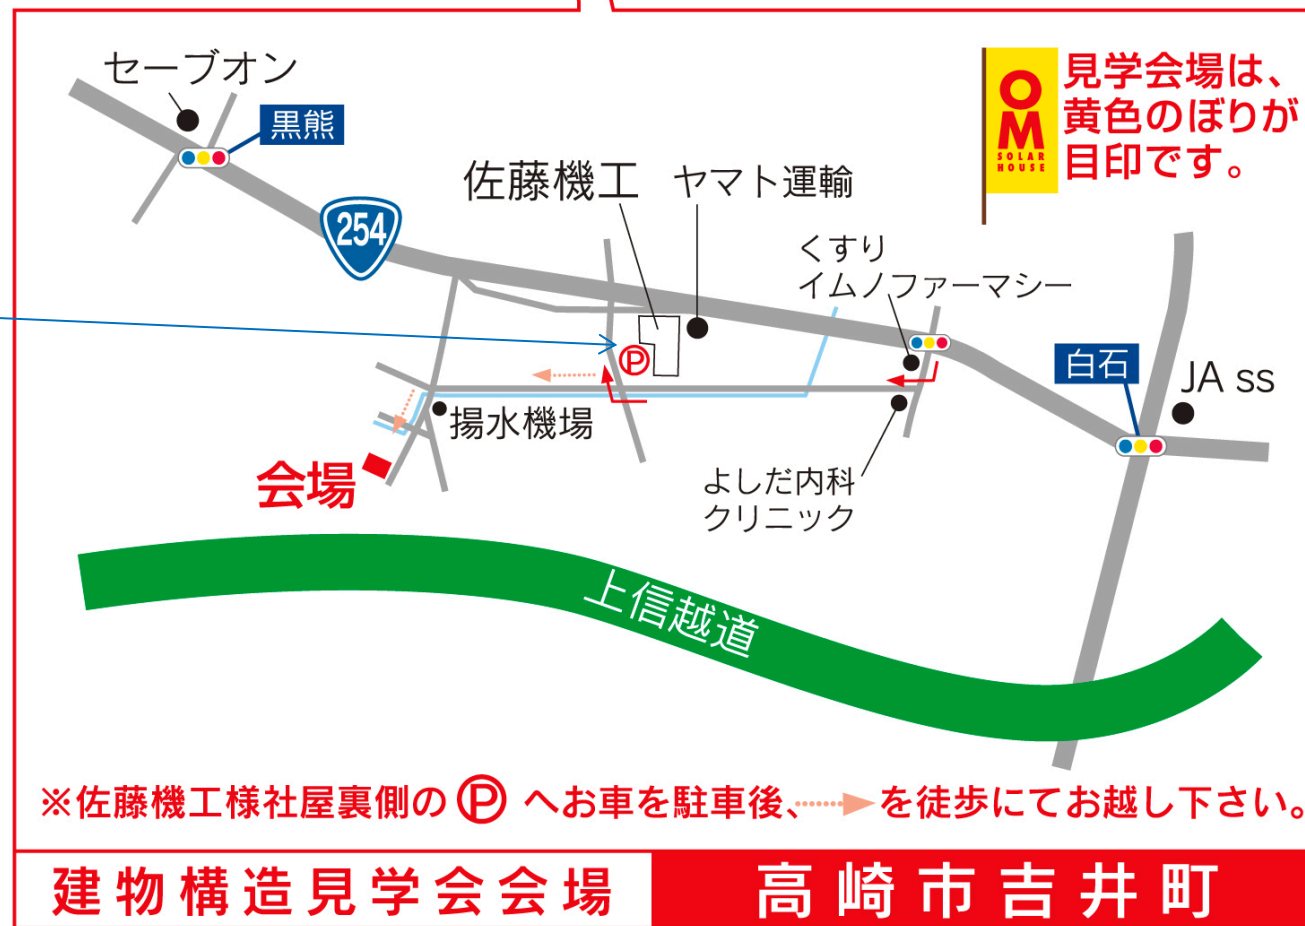 セーブオン
黒熊
254
佐藤機工
ヤマト運輸
くすり
イムノファーマシー
OM
SOLAR
HOUSE
見学会場は、
黄色のぼりが
目印です。
白石
JA ss
P
揚水機場
会場
よしだ内科
クリニック
上信越道
※佐藤機工様社屋裏側のⓅへお車を駐車後、を徒歩にてお越し下さい。
建物構造見学会会場
高崎市吉井町